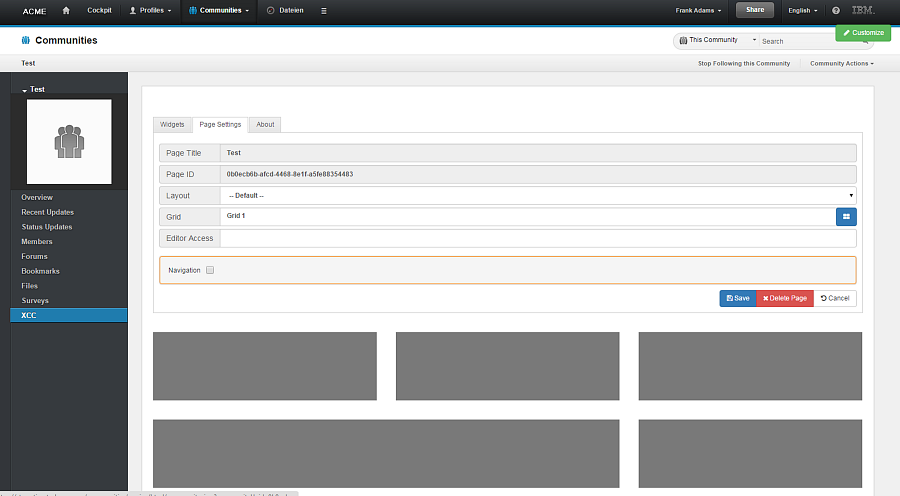 ACME Cockpit Profiles Communities Dateien Frank Adams Share English IBM.
Customize
Communities This Community Search
Test Stop Following this Community Community Actions
Test
Widgets Page Settings About
Page Title Test
Page ID 0b0ecb6b-afcd-4468-8e1f-a5fe88354483
Layout -- Default --
Grid Grid 1
Editor Access
Navigation
Save Delete Page Cancel
Overview
Recent Updates
Status Updates
Members
Forums
Bookmarks
Files
Surveys
XCC